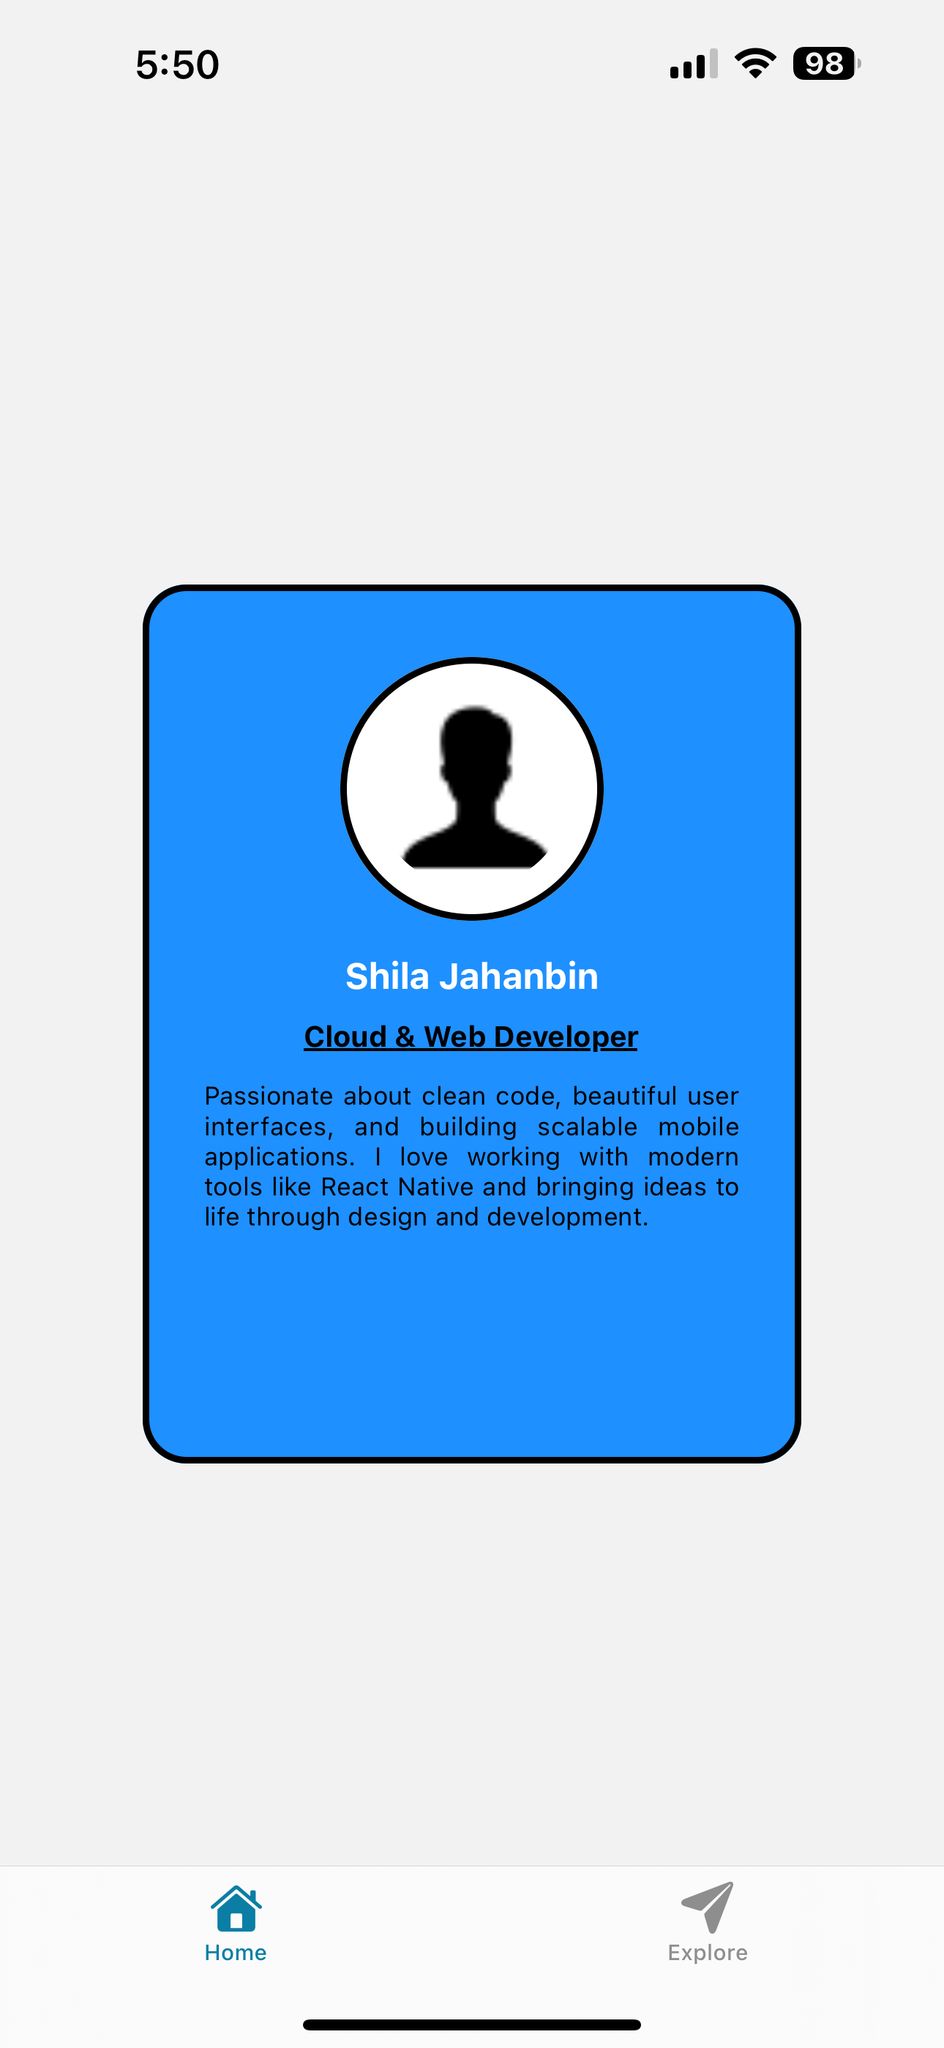 5:50
98
Shila Jahanbin
Cloud & Web Developer
Passionate about clean code, beautiful user
interfaces, and building scalable mobile
applications. I love working with modern
tools like React Native and bringing ideas to
life through design and development.
Home
Explore